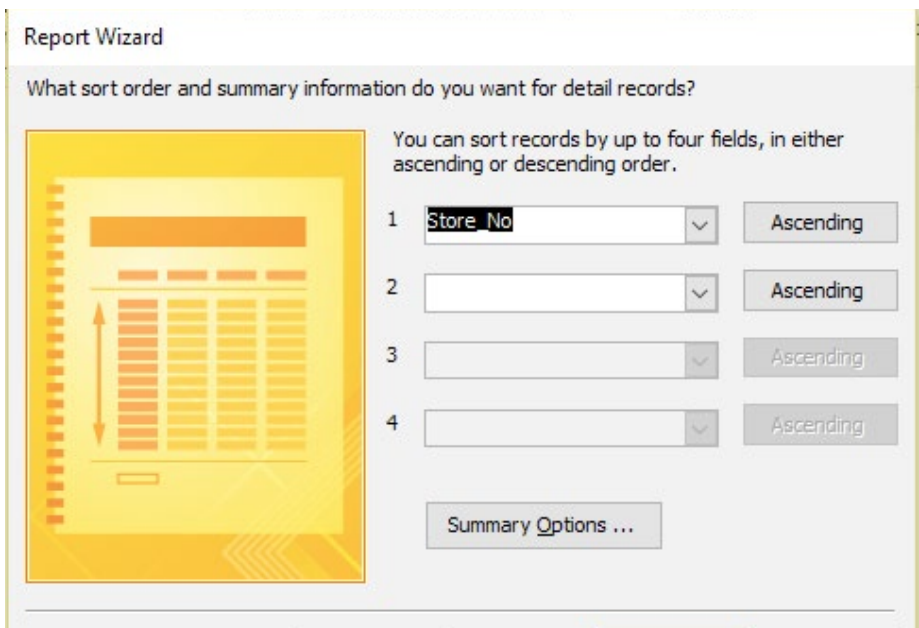 Report Wizard
What sort order and summary information do you want for detail records?
You can sort records by up to four fields, in either
ascending or descending order.
1 Store_No Ascending
2 Ascending
3 Ascending
4 Ascending
Summary Options ...